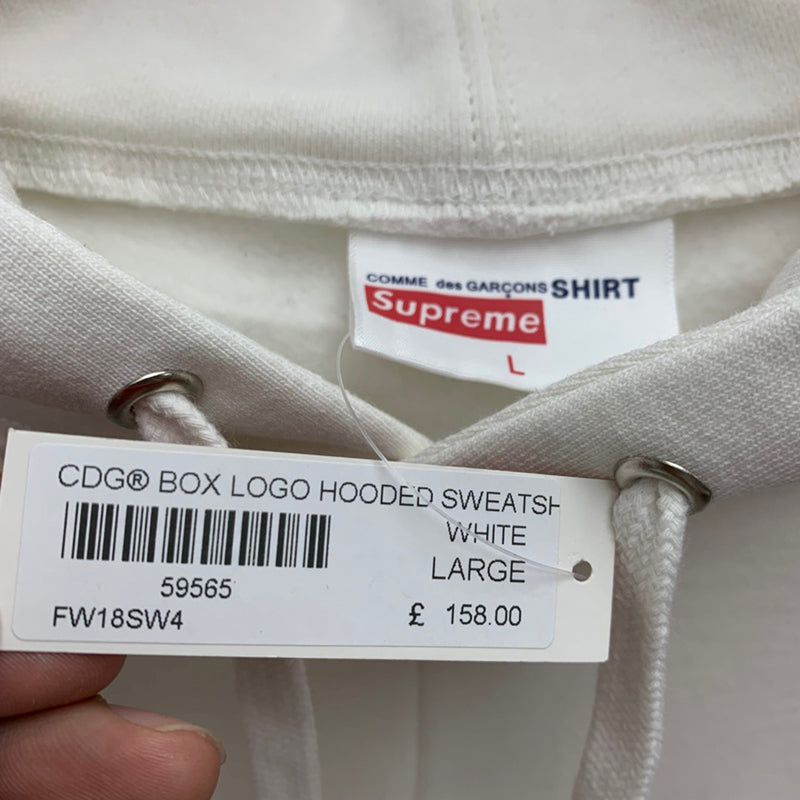 COMME des GARÇONS SHIRT
Supreme
L
CDG® BOX LOGO HOODED SWEATSH
WHITE
LARGE
59565
FW18SW4
£ 158.00